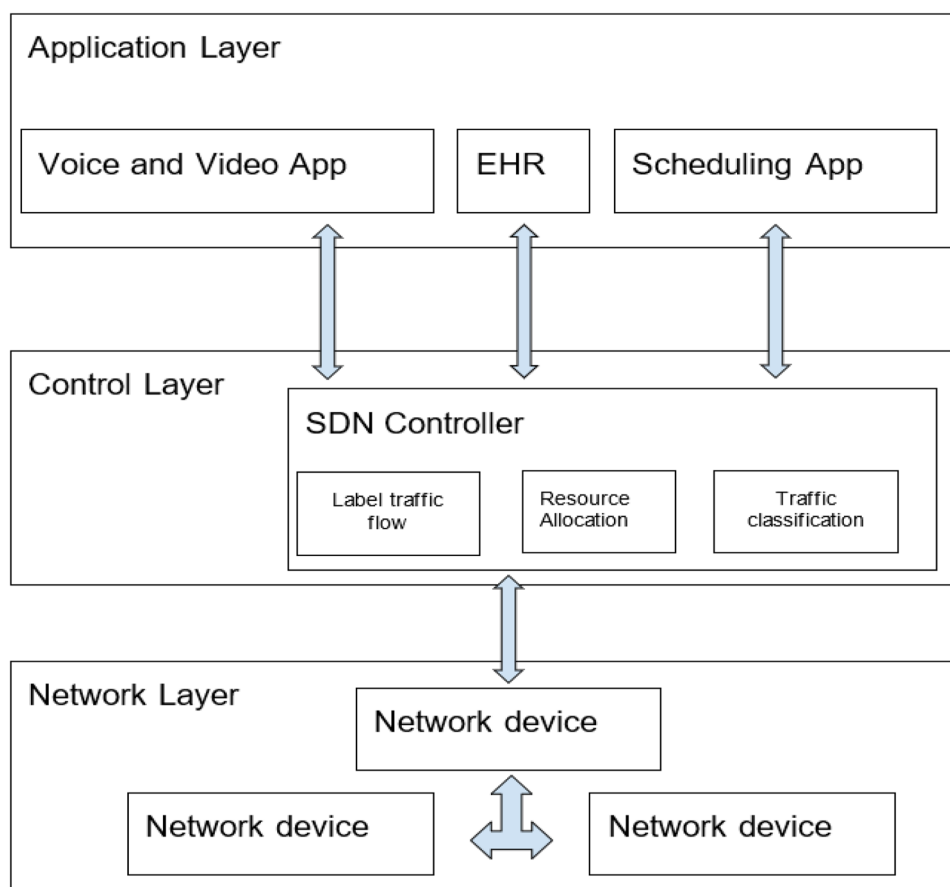 Application Layer
Voice and Video App
EHR
Scheduling App
Control Layer
SDN Controller
Label traffic
flow
Resource
Allocation
Traffic
classification
Network Layer
Network device
Network device
Network device